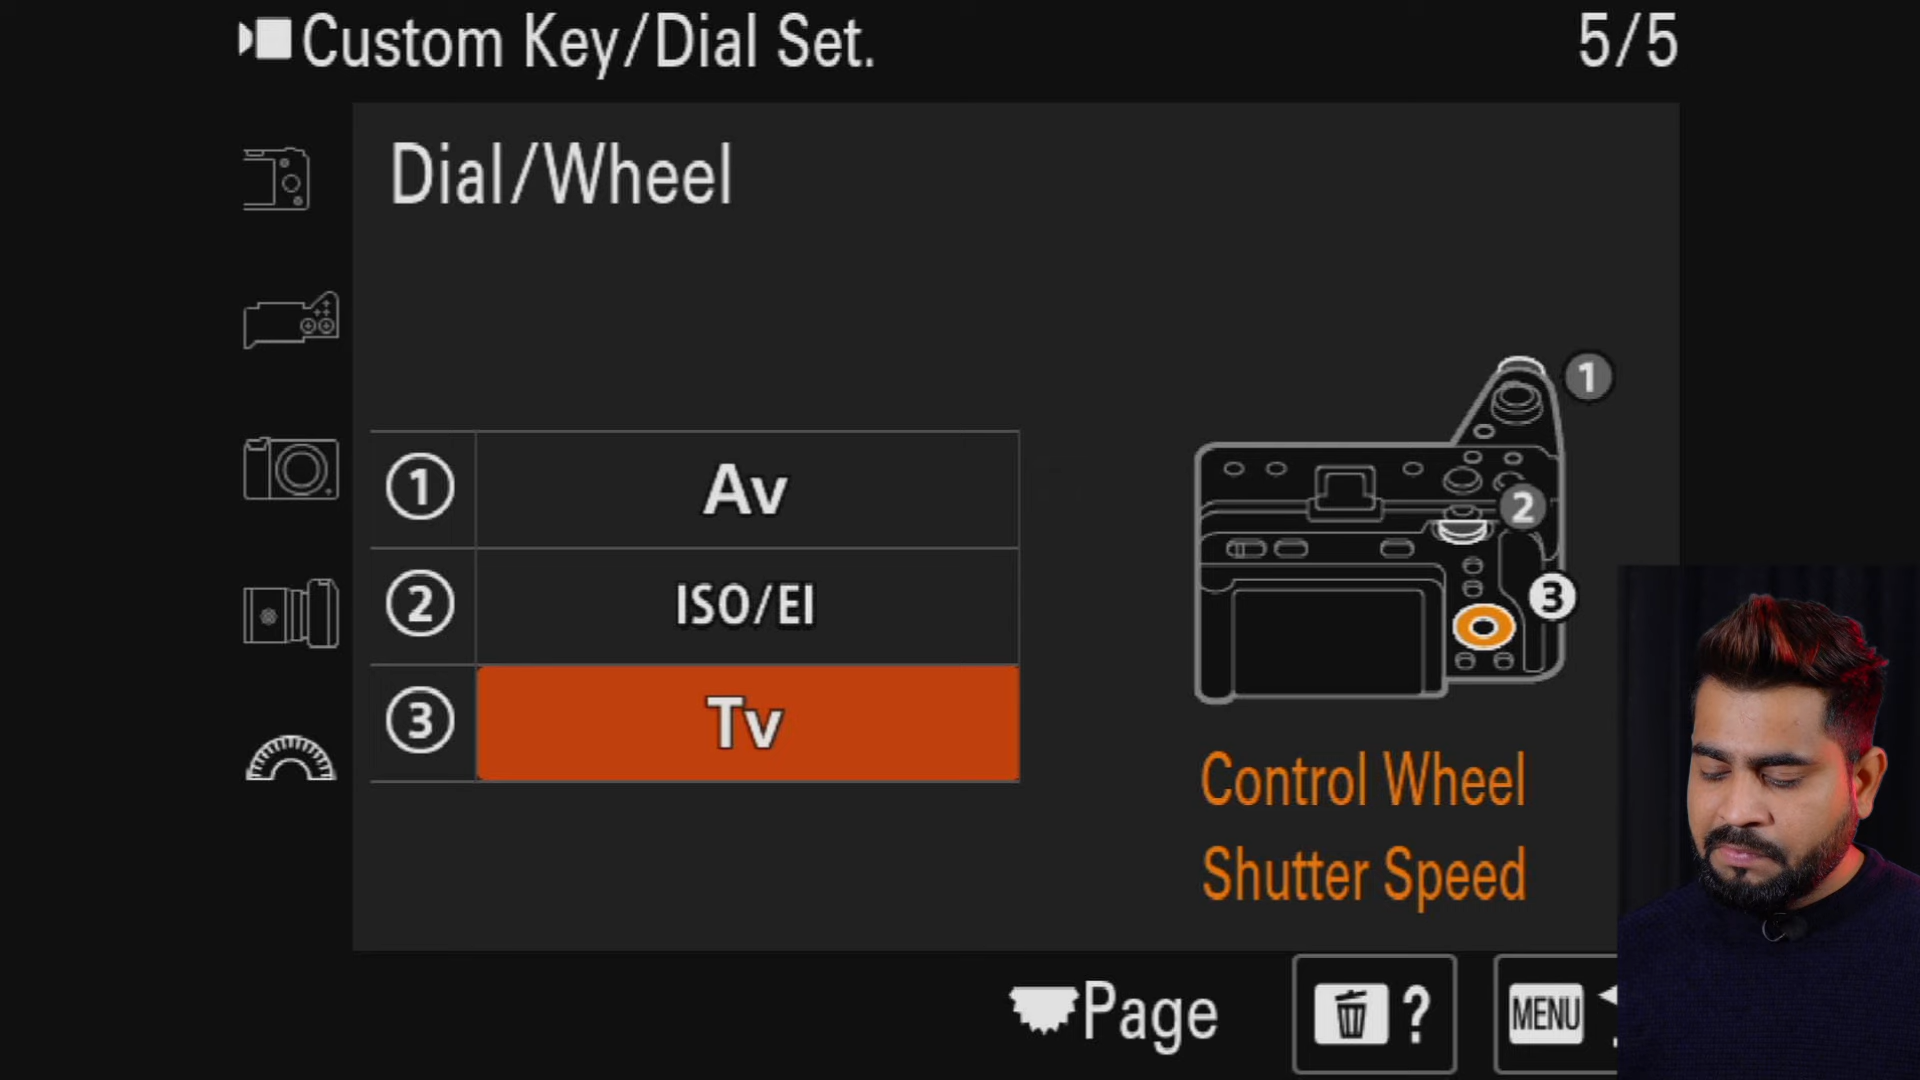 Custom Key/Dial Set. 5/5
Dial/Wheel
1 Av
2 ISO/EI
3 Tv
1
2
3
Control Wheel
Shutter Speed
Page ? MENU